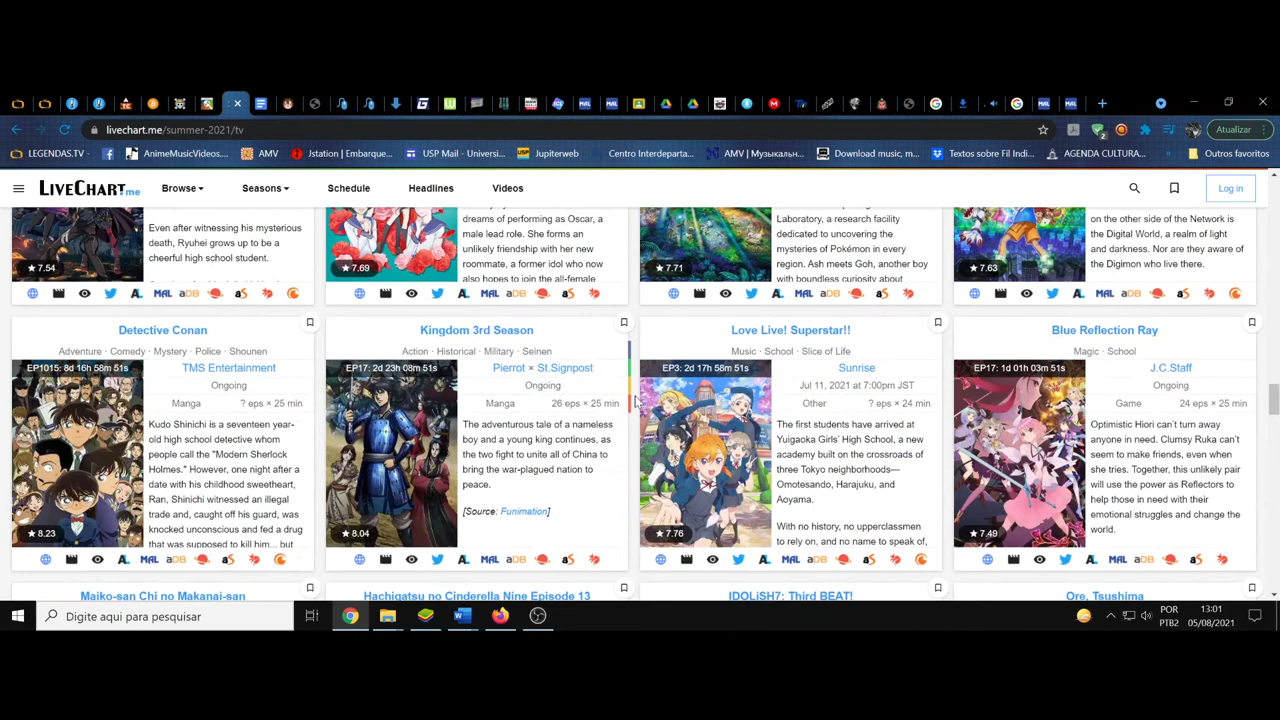 livechart.me/summer-2021/tv
Atualizar
LEGENDAS.TV -
AnimeMusicVideos....
AMV
Jstation | Embarque...
USP Mail - Universi...
Jupiterweb
Centro Interdeparta...
AMV | Музыкальн...
Download music, m...
Textos sobre Fil Indi...
AGENDA CULTURA...
Outros favoritos
LIVECHART.me
Browse
Seasons
Schedule
Headlines
Videos
Log in
Even after witnessing his mysterious
death, Ryuhei grows up to be a
cheerful high school student.
★ 7.54
dreams of performing as Oscar, a
male lead role. She forms an
unlikely friendship with her new
roommate, a former idol who now
also hopes to join the all-female
★ 7.69
Laboratory, a research facility
dedicated to uncovering the
mysteries of Pokémon in every
region. Ash meets Goh, another boy
with boundless curiosity about
★ 7.71
on the other side of the Network is
the Digital World, a realm of light
and darkness. Nor are they aware of
the Digimon who live there.
★ 7.63
Detective Conan
Adventure · Comedy · Mystery · Police · Shounen
EP1015: 8d 16h 58m 51s
TMS Entertainment
Ongoing
Manga
? eps × 25 min
Kudo Shinichi is a seventeen year-
old high school detective whom
people call the "Modern Sherlock
Holmes." However, one night after a
date with his childhood sweetheart,
Ran, Shinichi witnessed an illegal
trade and, caught off his guard, was
knocked unconscious and fed a drug
that was supposed to kill him... but
★ 8.23
Kingdom 3rd Season
Action · Historical · Military · Seinen
EP17: 2d 23h 08m 51s
Pierrot × St.Signpost
Ongoing
Manga
26 eps × 25 min
The adventurous tale of a nameless
boy and a young king continues, as
the two fight to unite all of China to
bring the war-plagued nation to
peace.
[Source: Funimation]
★ 8.04
Love Live! Superstar!!
Music · School · Slice of Life
EP3: 2d 17h 58m 51s
Sunrise
Jul 11, 2021 at 7:00pm JST
Other
? eps × 24 min
The first students have arrived at
Yuigaoka Girls' High School, a new
academy built on the crossroads of
three Tokyo neighborhoods—
Omotesando, Harajuku, and
Aoyama.
With no history, no upperclassmen
to rely on, and no name to speak of,
★ 7.76
Blue Reflection Ray
Magic · School
EP17: 1d 01h 03m 51s
J.C.Staff
Ongoing
Game
24 eps × 25 min
Optimistic Hiori can't turn away
anyone in need. Clumsy Ruka can't
seem to make friends, even when
she tries. Together, this unlikely pair
will use the power as Reflectors to
help those in need with their
emotional struggles and change the
world.
★ 7.49
Maiko-san Chi no Makanai-san
Hachigatsu no Cinderella Nine Episode 13
IDOLiSH7: Third BEAT!
Ore, Tsushima
Digite aqui para pesquisar
POR
PTB2
13:01
05/08/2021